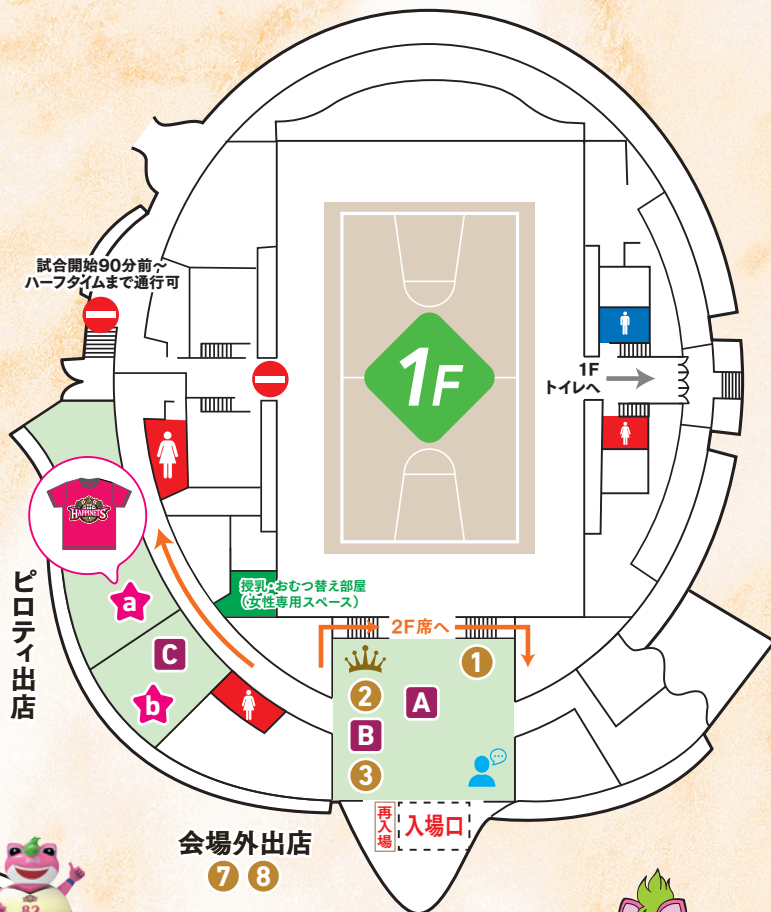 試合開始90分前～
ハーフタイムまで通行可
1F
1F
トイレへ
HAPPINETS
授乳・おむつ替え部屋
(女性専用スペース)
ピロティ出店
a
C
b
2F席へ
1
2
A
B
3
再入場
入場口
会場外出店
7 8
83